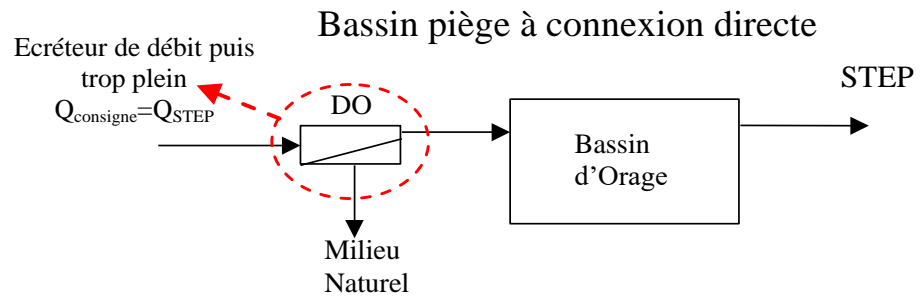 Bassin piège à connexion directe
Ecréteur de débit puis
trop plein
Qconsigne=QSTEP
DO
STEP
Bassin
d'Orage
Milieu
Naturel